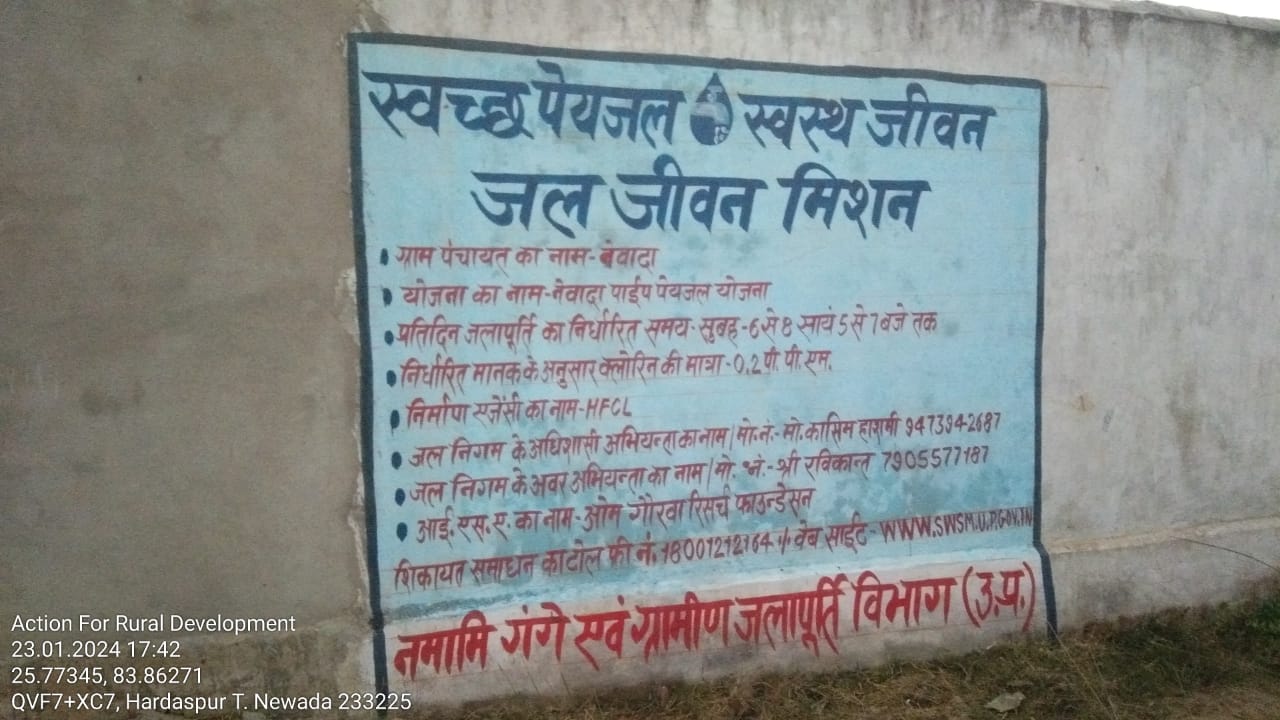 स्वच्छ पेयजल स्वस्थ जीवन
जल जीवन मिशन
• ग्राम पंचायत का नाम- नेवादा
• योजना का नाम-नेवादा पाईप पेयजल योजना
• प्रतिदिन जलापूर्ति का निर्धारित समय- सुबह -6 से 8 सायं 5 से 7 बजे तक
• निर्धारित मानक के अनुसार क्लोरिन की मात्रा -0.2 पी. पी. एम.
• निर्माण एजेंसी का नाम-HFCL
• जल निगम के अधिशासी अभियन्ता का नाम/मो.नं.- मो. कासिम हाशमी 9473942687
• जल निगम के अवर अभियन्ता का नाम/मो. नं.- श्री रविकान्त 7905577187
• आई. एस. ए. का नाम- ओम गौरवा रिसर्च फाउन्डेसन
शिकायत समाधन का टोल फ्री नं. 18001212164 /- वेब साईट - WWW.SWSM.U.P.GOV.IN
नमामि गंगे एवं ग्रामीण जलापूर्ति विभाग (उ.प्र.)
Action For Rural Development
23.01.2024 17:42
25.77345, 83.86271
QVF7+XC7, Hardaspur T. Newada 233225